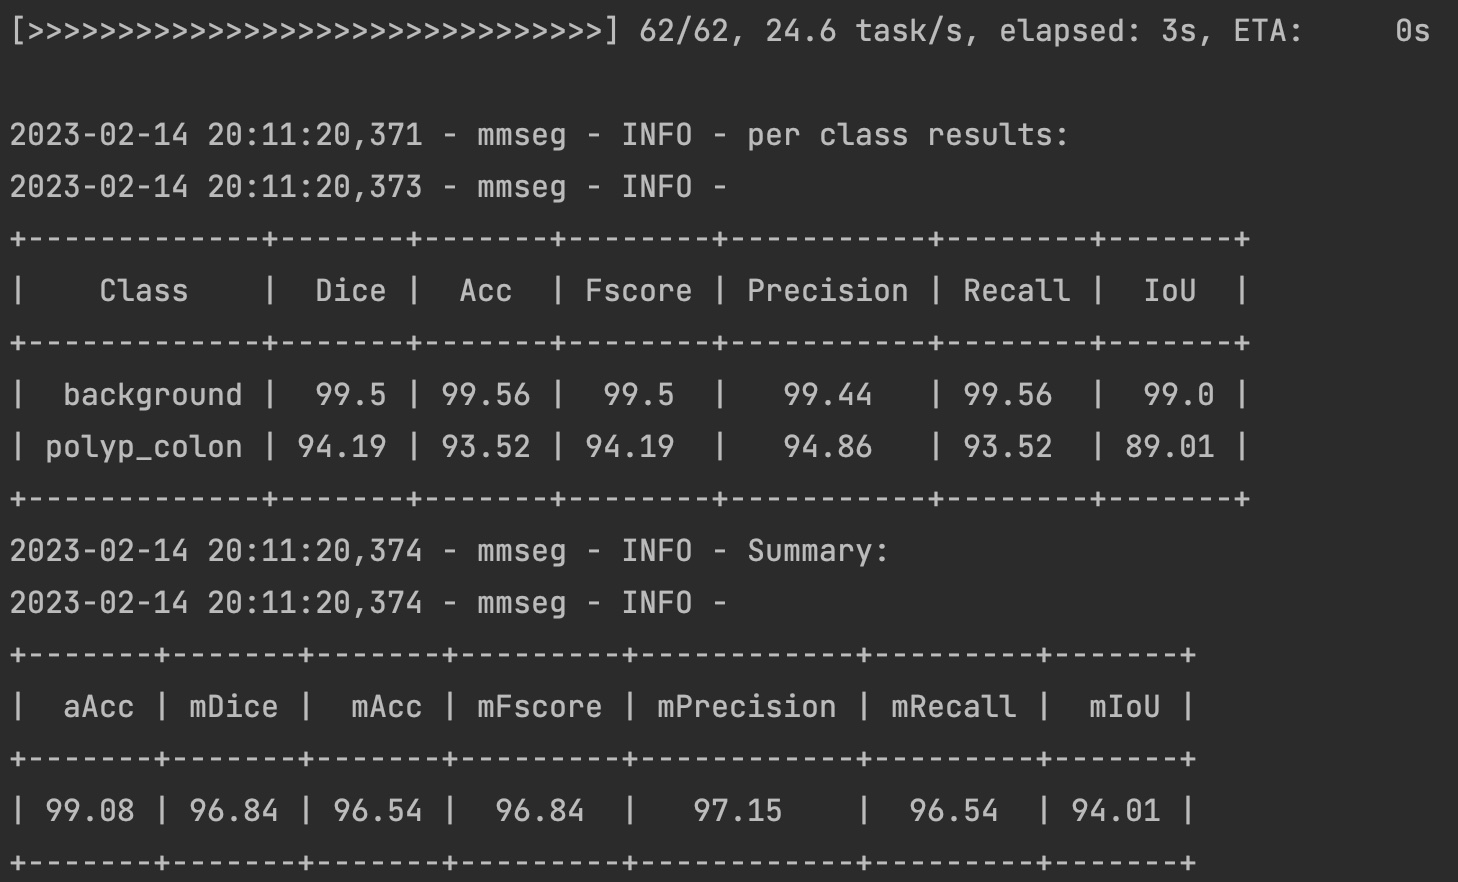 [>>>>>>>>>>>>>>>>>>>>>>>>>>>>>>>>] 62/62, 24.6 task/s, elapsed: 3s, ETA:     0s
2023-02-14 20:11:20,371 - mmseg - INFO - per class results:
2023-02-14 20:11:20,373 - mmseg - INFO -
+-------------+-------+-------+--------+-----------+--------+-------+
|    Class    |  Dice |  Acc  | Fscore | Precision | Recall |  IoU  |
+-------------+-------+-------+--------+-----------+--------+-------+
|  background |  99.5 | 99.56 |  99.5  |   99.44   | 99.56  |  99.0 |
| polyp_colon | 94.19 | 93.52 | 94.19  |   94.86   | 93.52  | 89.01 |
+-------------+-------+-------+--------+-----------+--------+-------+
2023-02-14 20:11:20,374 - mmseg - INFO - Summary:
2023-02-14 20:11:20,374 - mmseg - INFO -
+-------+-------+-------+---------+------------+---------+-------+
|  aAcc | mDice |  mAcc | mFscore | mPrecision | mRecall |  mIoU |
+-------+-------+-------+---------+------------+---------+-------+
| 99.08 | 96.84 | 96.54 |  96.84  |   97.15    |  96.54  | 94.01 |
+-------+-------+-------+---------+------------+---------+-------+